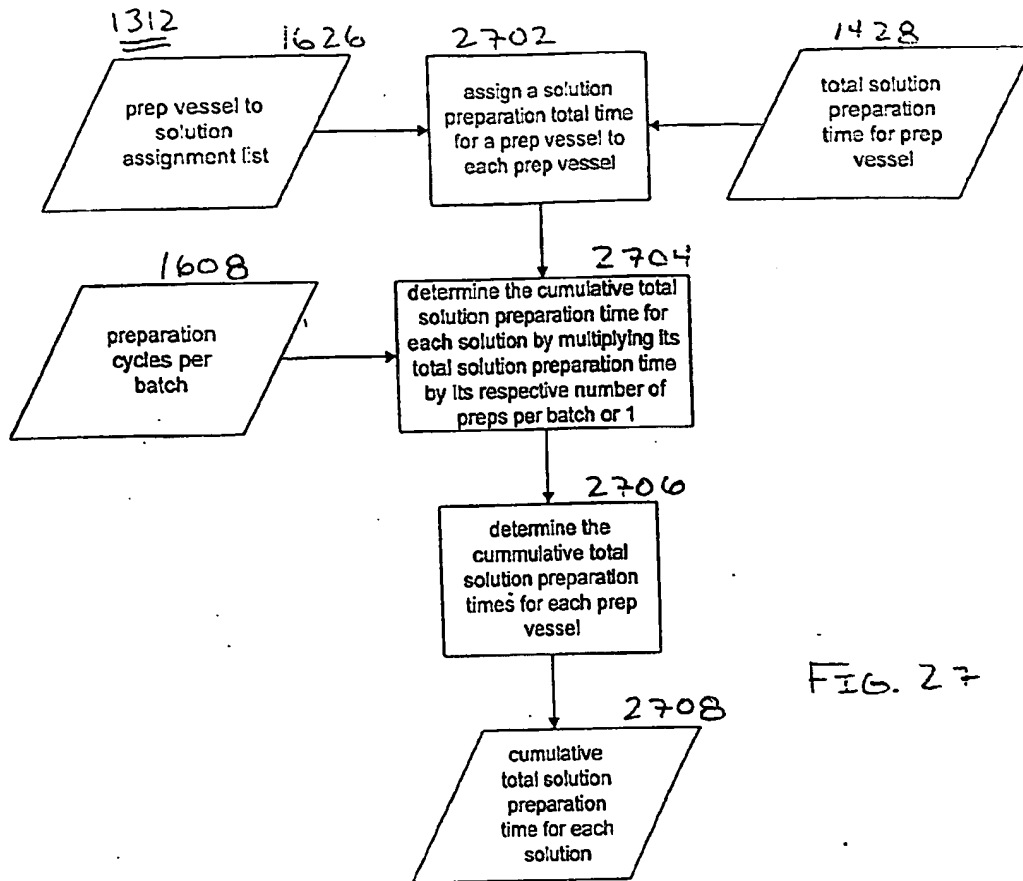 1312
1626
2702
1428
prep vessel to
solution
assignment list
assign a solution
preparation total time
for a prep vessel to
each prep vessel
total solution
preparation
time for prep
vessel
1608
2704
preparation
cycles per
batch
determine the cumulative total
solution preparation time for
each solution by multiplying its
total solution preparation time
by its respective number of
preps per batch or 1
2706
determine the
cummulative total
solution preparation
times for each prep
vessel
FIG. 27
2708
cumulative
total solution
preparation
time for each
solution